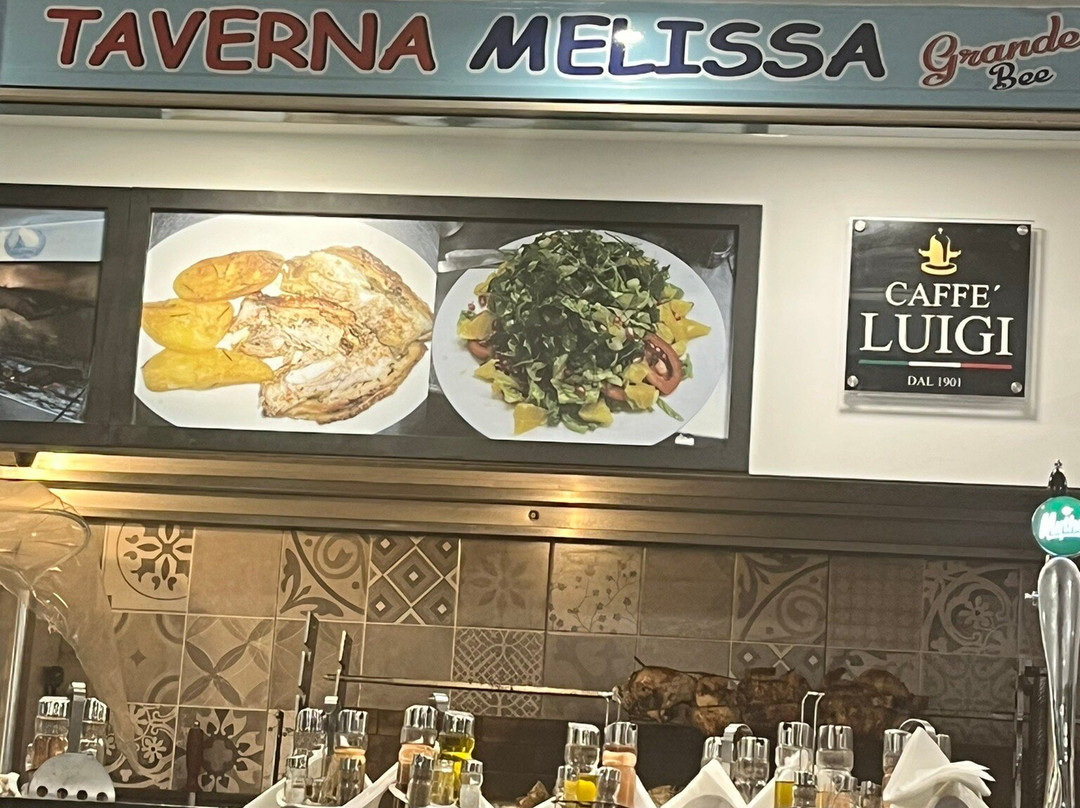 TAVERNA MELISSA Grande
Bee
CAFFE´
LUIGI
DAL 1901